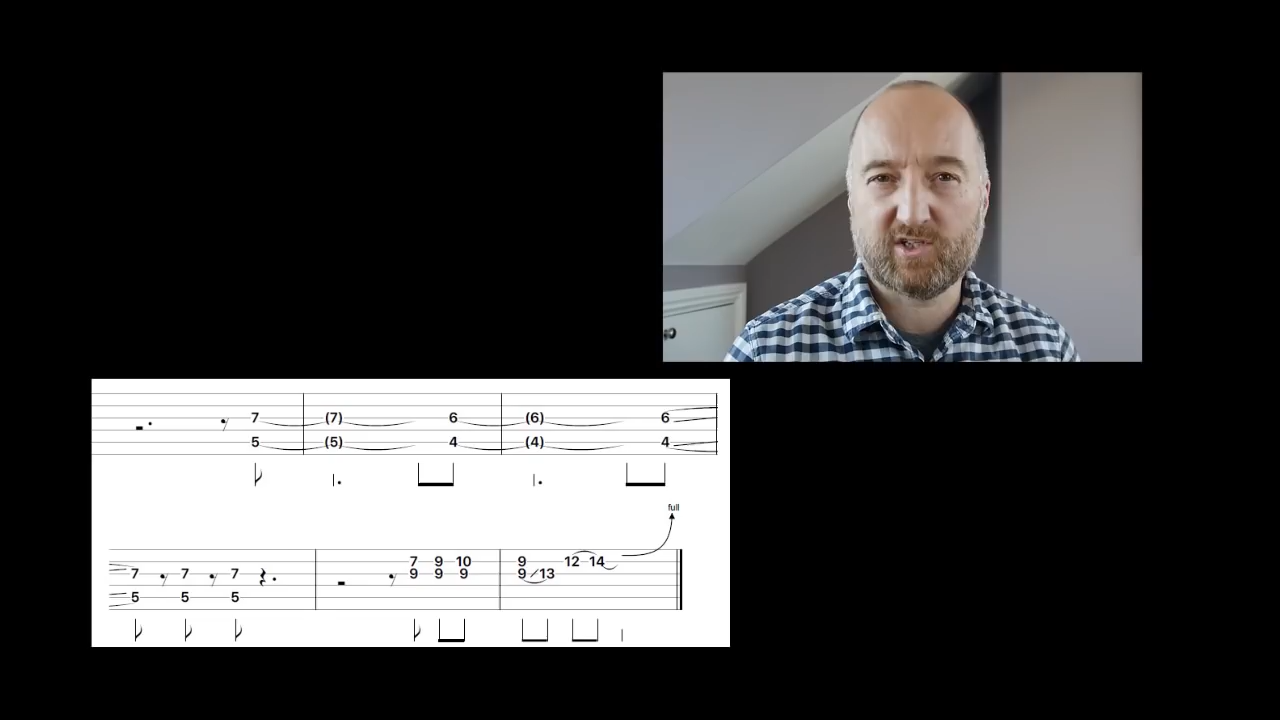 7 (7) 6 (6) 6
5 (5) 4 (4) 4
full
7 9 10 9 12 14
7 7 7 9 9 9 9 13
5 5 5